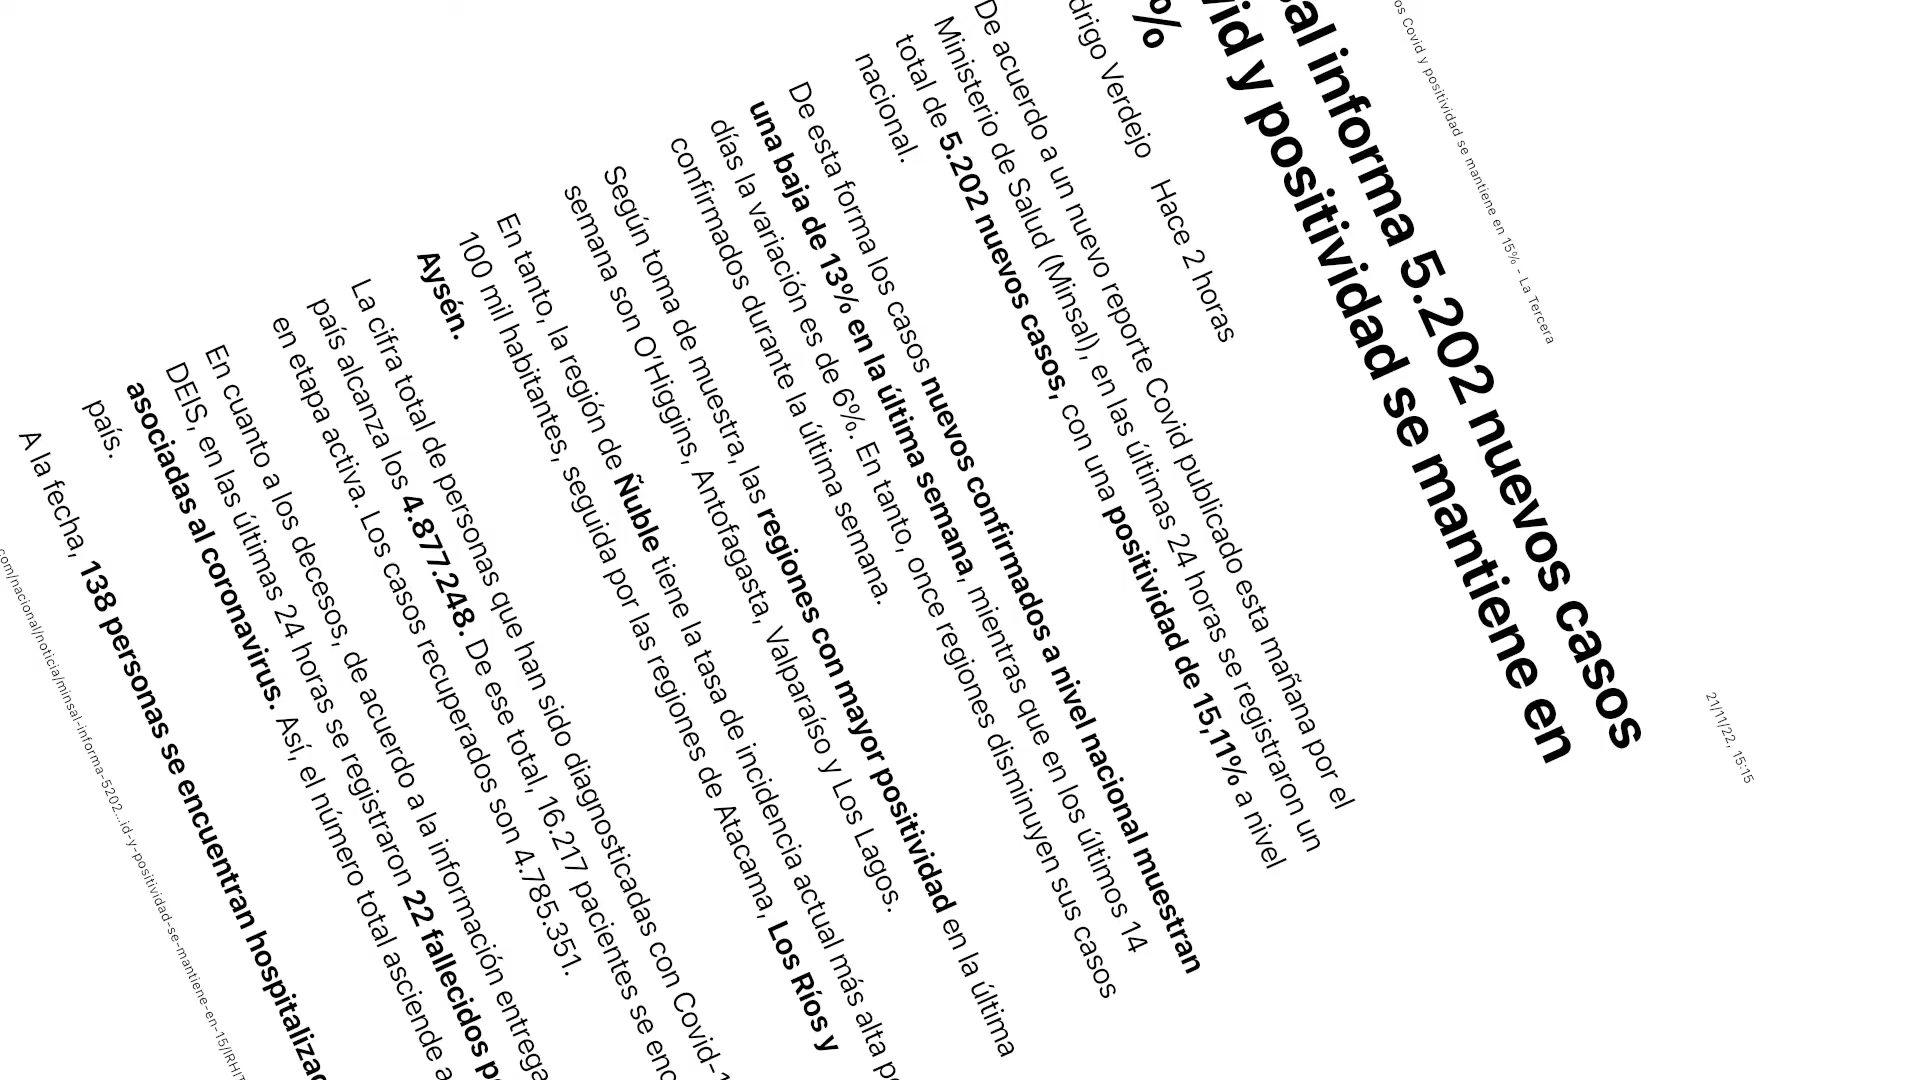 os Covid y positividad se mantiene en 15% - La Tercera
21/11/22, 15:15
sal informa 5.202 nuevos casos
vid y positividad se mantiene en
%
drigo Verdejo Hace 2 horas
De acuerdo a un nuevo reporte Covid publicado esta mañana por el
Ministerio de Salud (Minsal), en las últimas 24 horas se registraron un
total de 5.202 nuevos casos, con una positividad de 15,11% a nivel
nacional.
De esta forma los casos nuevos confirmados a nivel nacional muestran
una baja de 13% en la última semana, mientras que en los últimos 14
días la variación es de 6%. En tanto, once regiones disminuyen sus casos
confirmados durante la última semana.
Según toma de muestra, las regiones con mayor positividad en la última
semana son O'Higgins, Antofagasta, Valparaíso y Los Lagos.
En tanto, la región de Ñuble tiene la tasa de incidencia actual más alta po
100 mil habitantes, seguida por las regiones de Atacama, Los Ríos y
Aysén.
La cifra total de personas que han sido diagnosticadas con Covid-1
país alcanza los 4.877.248. De ese total, 16.217 pacientes se enc
en etapa activa. Los casos recuperados son 4.785.351.
En cuanto a los decesos, de acuerdo a la información entrega
DEIS, en las últimas 24 horas se registraron 22 fallecidos po
asociadas al coronavirus. Así, el número total asciende a
país.
A la fecha, 138 personas se encuentran hospitalizad
com/nacional/noticia/minsal-informa-5202...id-y-positividad-se-mantiene-en-15/IRHIT